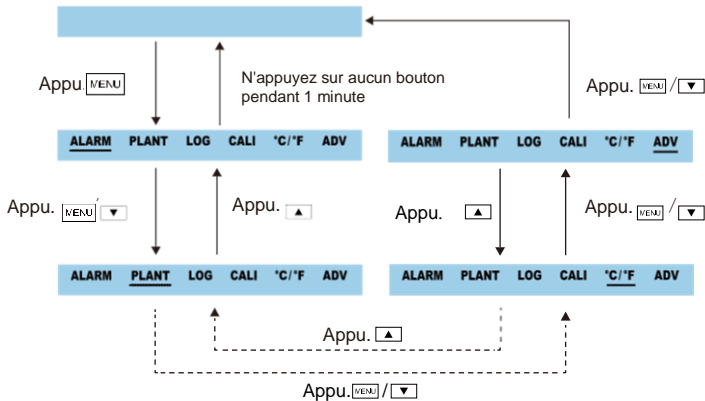 Appu. MENU
N'appuyez sur aucun bouton
pendant 1 minute
Appu. MENU / ▼
ALARM PLANT LOG CALI °C/°F ADV
ALARM PLANT LOG CALI °C/°F ADV
Appu. MENU / ▼
Appu. ▲
Appu. ▲
Appu. MENU / ▼
ALARM PLANT LOG CALI °C/°F ADV
ALARM PLANT LOG CALI °C/°F ADV
Appu. ▲
Appu. MENU / ▼